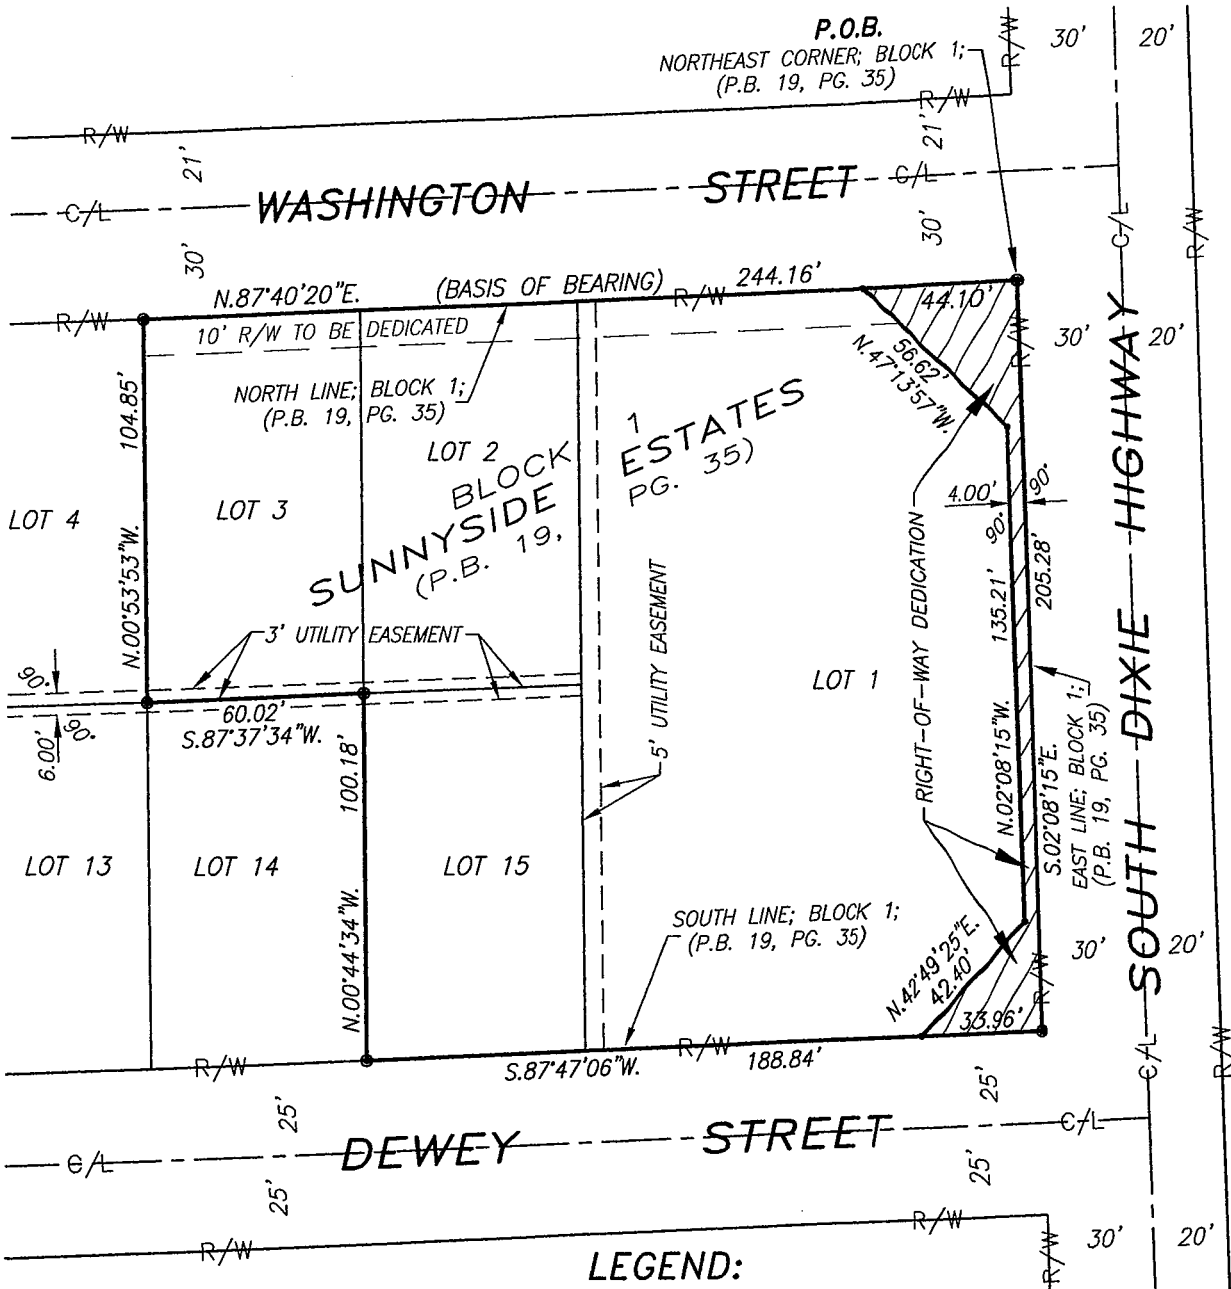 P.O.B.
NORTHEAST CORNER; BLOCK 1;
(P.B. 19, PG. 35)
R/W
30'
20'
R/W
R/W
21'
21'
WASHINGTON STREET
C/L
C/L
C/L
R/W
30'
30'
N.87°40'20"E.
(BASIS OF BEARING)
R/W
244.16'
44.10'
R/W
10' R/W TO BE DEDICATED
R/W
30'
20'
NORTH LINE; BLOCK 1;
(P.B. 19, PG. 35)
56.62'
N.47°13'57"W.
104.85'
N.00°53'53"W.
LOT 4
LOT 3
LOT 2
BLOCK 1
SUNNYSIDE ESTATES
(P.B. 19, PG. 35)
4.00'
90°
90°
135.21'
205.28'
RIGHT-OF-WAY DEDICATION
3' UTILITY EASEMENT
5' UTILITY EASEMENT
LOT 1
90°
90°
6.00'
60.02'
S.87°37'34"W.
100.18'
N.00°44'34"W.
N.02°08'15"W.
S.02°08'15"E.
EAST LINE; BLOCK 1;
(P.B. 19, PG. 35)
SOUTH DIXIE HIGHWAY
LOT 13
LOT 14
LOT 15
SOUTH LINE; BLOCK 1;
(P.B. 19, PG. 35)
N.42°49'25"E.
42.40'
33.96'
R/W
30'
20'
R/W
S.87°47'06"W.
R/W
188.84'
C/L
R/W
25'
25'
DEWEY STREET
C/L
C/L
25'
25'
R/W
R/W
R/W
30'
20'
LEGEND: